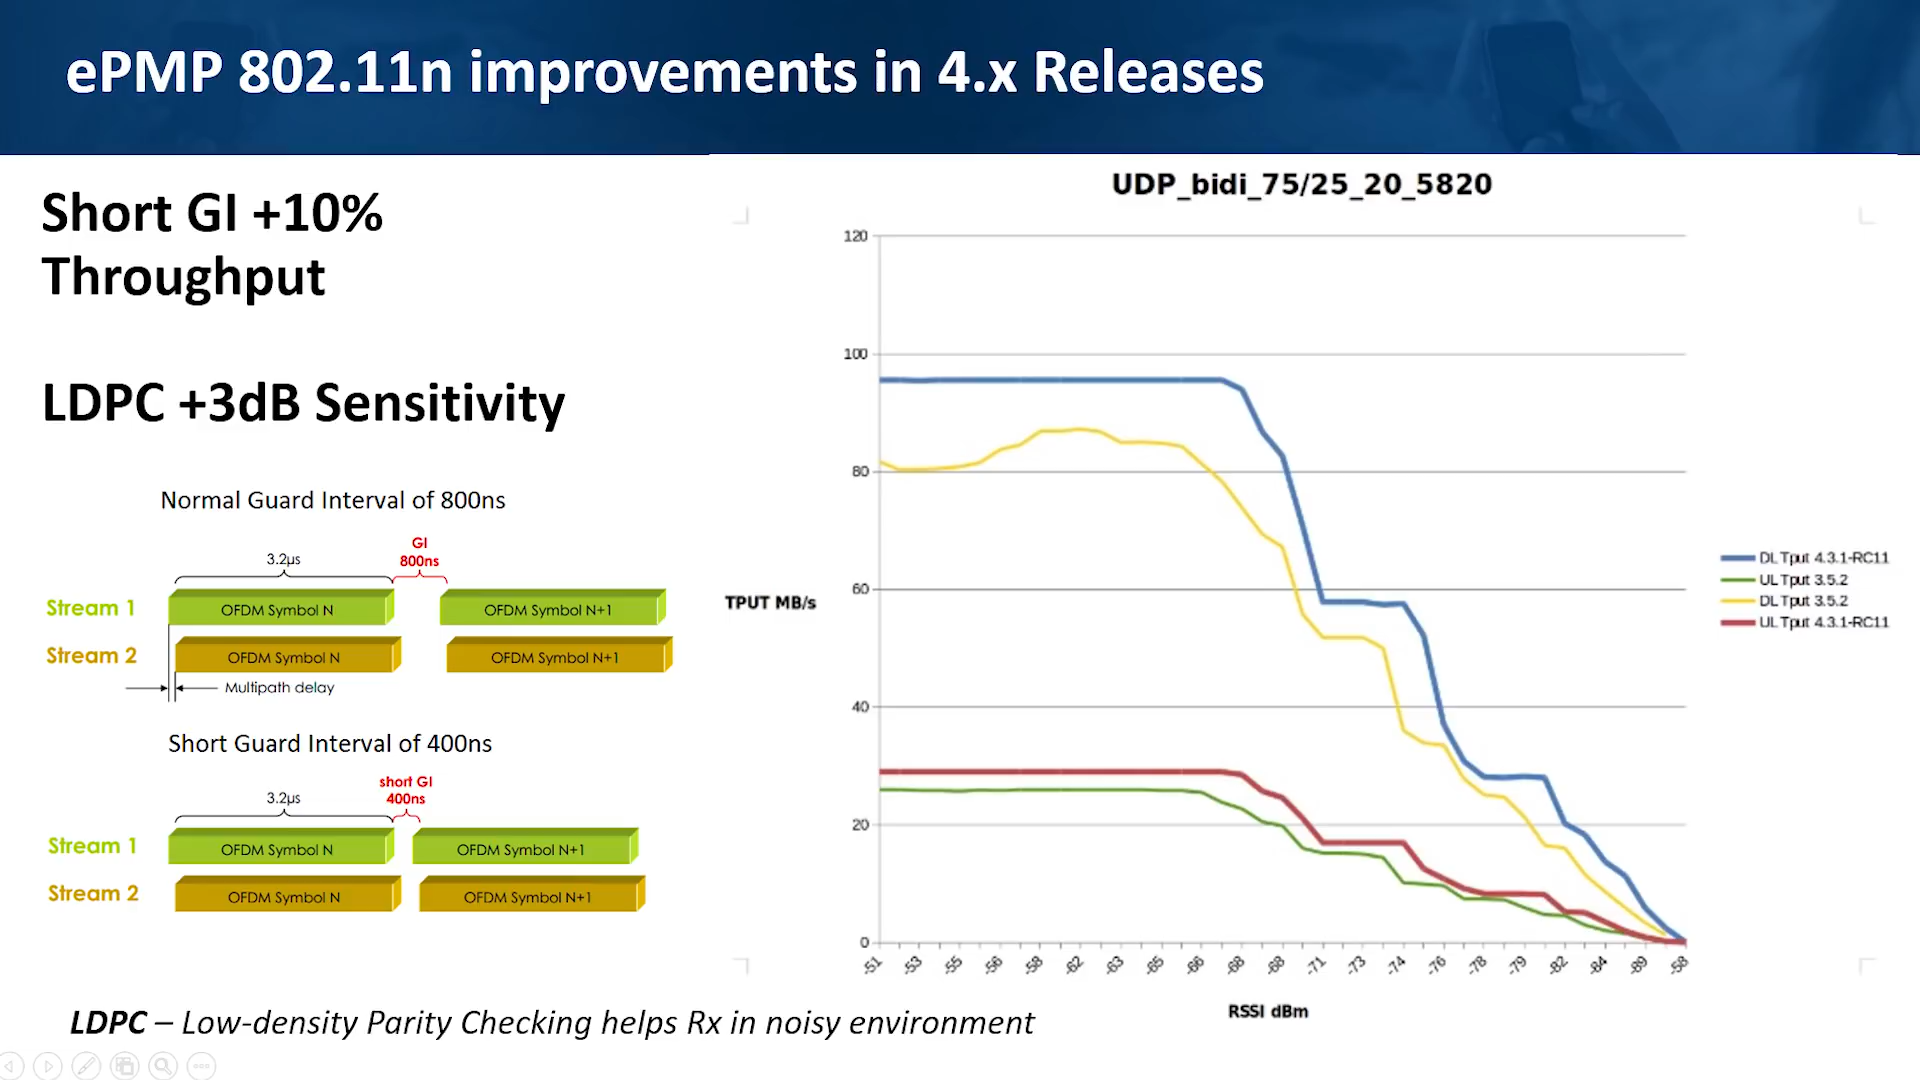 ePMP 802.11n improvements in 4.x Releases
Short GI +10%
Throughput
LDPC +3dB Sensitivity
Normal Guard Interval of 800ns
GI
800ns
3.2µs
Stream 1
OFDM Symbol N
OFDM Symbol N+1
Stream 2
OFDM Symbol N
OFDM Symbol N+1
Multipath delay
Short Guard Interval of 400ns
short GI
400ns
3.2µs
Stream 1
OFDM Symbol N
OFDM Symbol N+1
Stream 2
OFDM Symbol N
OFDM Symbol N+1
UDP_bidi_75/25_20_5820
120
100
80
60
40
20
0
TPUT MB/s
-51
-53
-55
-56
-58
-62
-63
-65
-66
-68
-68
-71
-73
-74
-76
-78
-79
-82
-84
-89
-58
RSSI dBm
DL Tput 4.3.1-RC11
UL Tput 3.5.2
DL Tput 3.5.2
UL Tput 4.3.1-RC11
LDPC – Low-density Parity Checking helps Rx in noisy environment